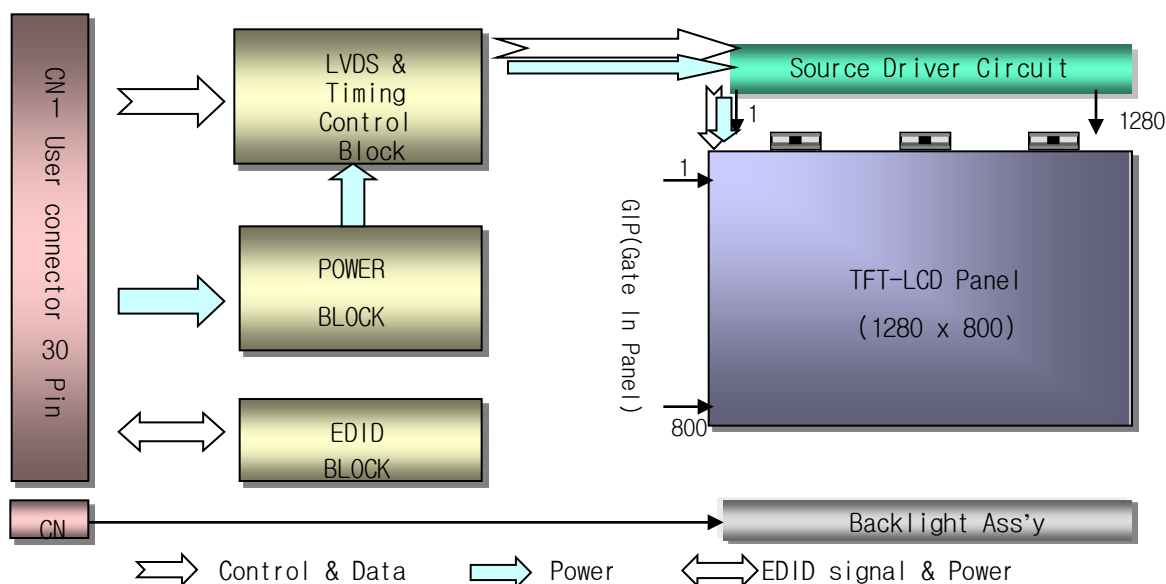 CN-1 User connector 30 Pin
LVDS &
Timing
Control
Block
Source Driver Circuit
1
1280
1
GIP(Gate In Panel)
800
TFT-LCD Panel
(1280 x 800)
POWER
BLOCK
EDID
BLOCK
CN
Backlight Ass'y
Control & Data
Power
EDID signal & Power